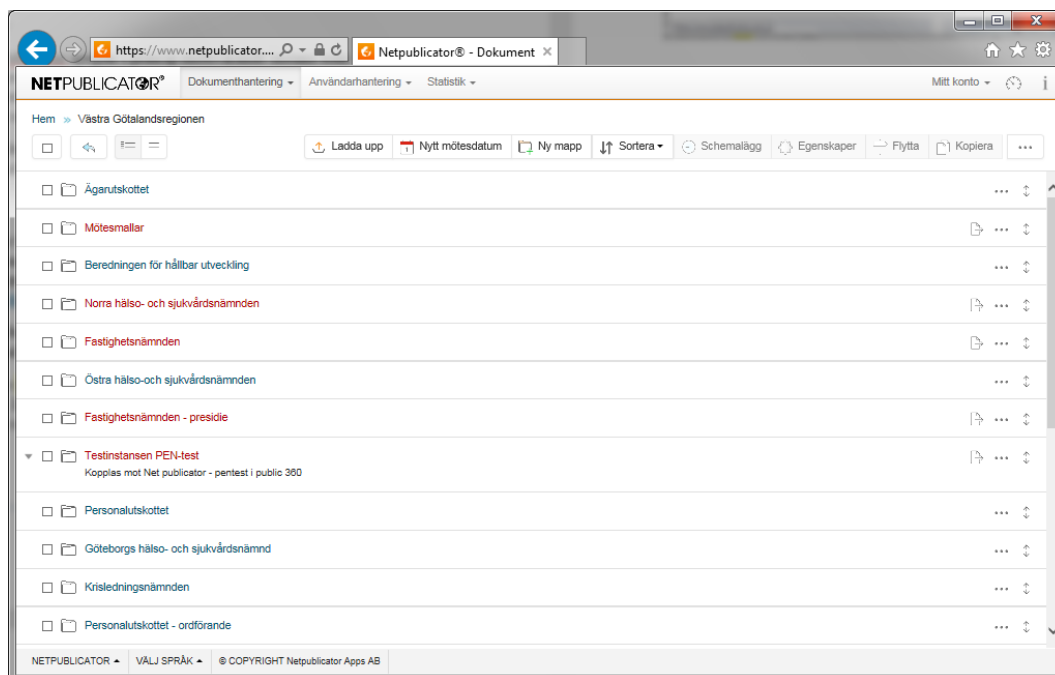 https://www.netpublicator....
Netpublicator® - Dokument
NETPUBLICATOR®
Dokumenthantering
Användarhantering
Statistik
Mitt konto
Hem » Västra Götalandsregionen
Ladda upp
1
Nytt mötesdatum
Ny mapp
Sortera
Schemalägg
Egenskaper
Flytta
Kopiera
Ägarutskottet
Mötesmallar
Beredningen för hållbar utveckling
Norra hälso- och sjukvårdsnämnden
Fastighetsnämnden
Östra hälso-och sjukvårdsnämnden
Fastighetsnämnden - presidie
Testinstansen PEN-test
Kopplas mot Net publicator - pentest i public 360
Personalutskottet
Göteborgs hälso- och sjukvårdsnämnd
Krisledningsnämnden
Personalutskottet - ordförande
NETPUBLICATOR
VÄLJ SPRÅK
© COPYRIGHT Netpublicator Apps AB